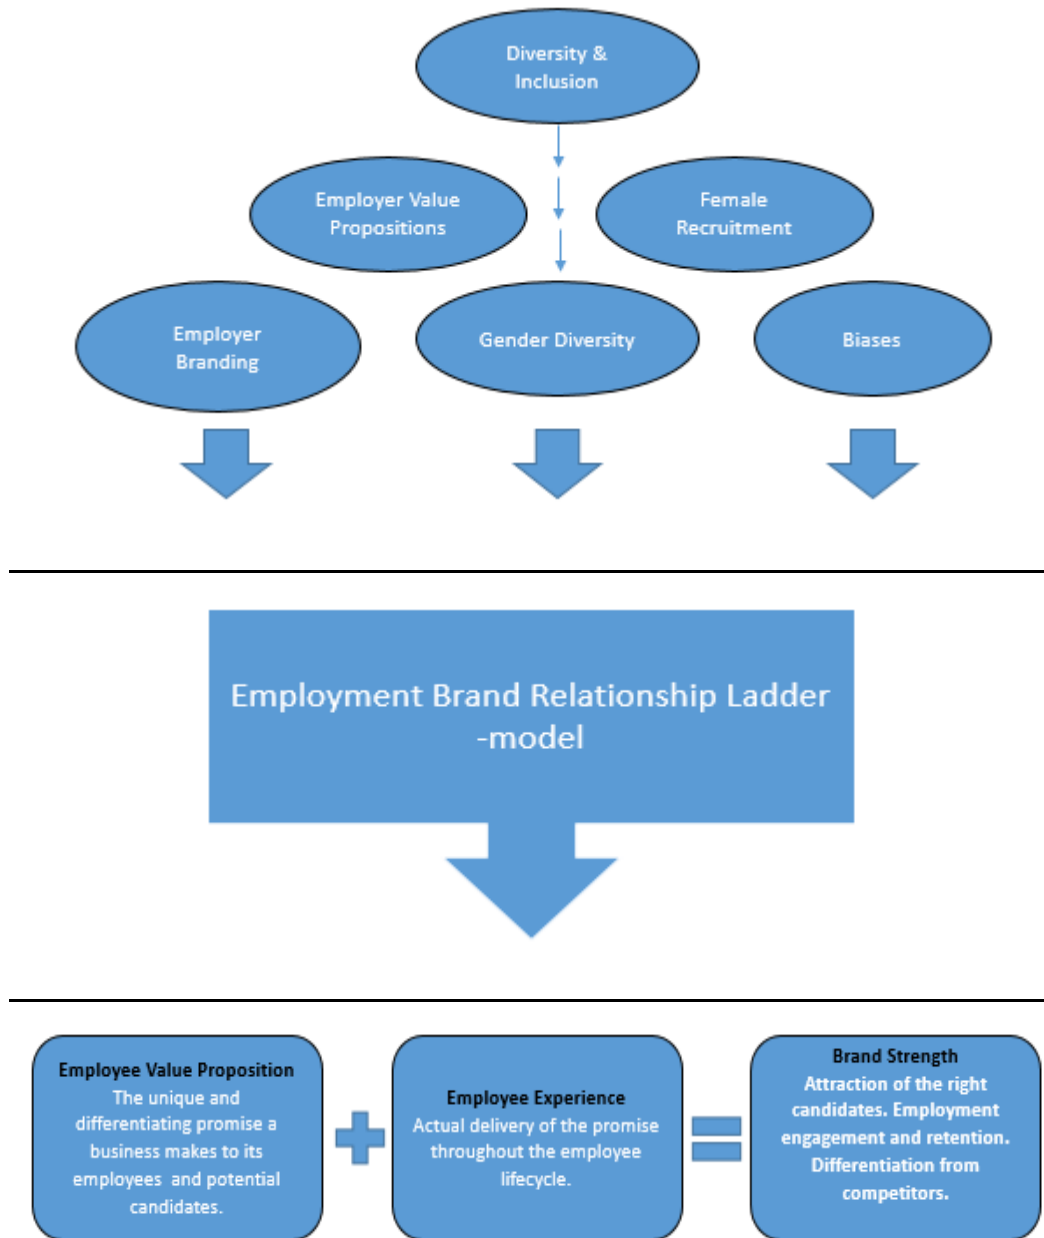 Diversity &
Inclusion
Employer Value
Propositions
Female
Recruitment
Employer
Branding
Gender Diversity
Biases
Employment Brand Relationship Ladder
-model
Employee Value Proposition
The unique and
differentiating promise a
business makes to its
employees and potential
candidates.
Employee Experience
Actual delivery of the promise
throughout the employee
lifecycle.
Brand Strength
Attraction of the right
candidates. Employment
engagement and retention.
Differentiation from
competitors.